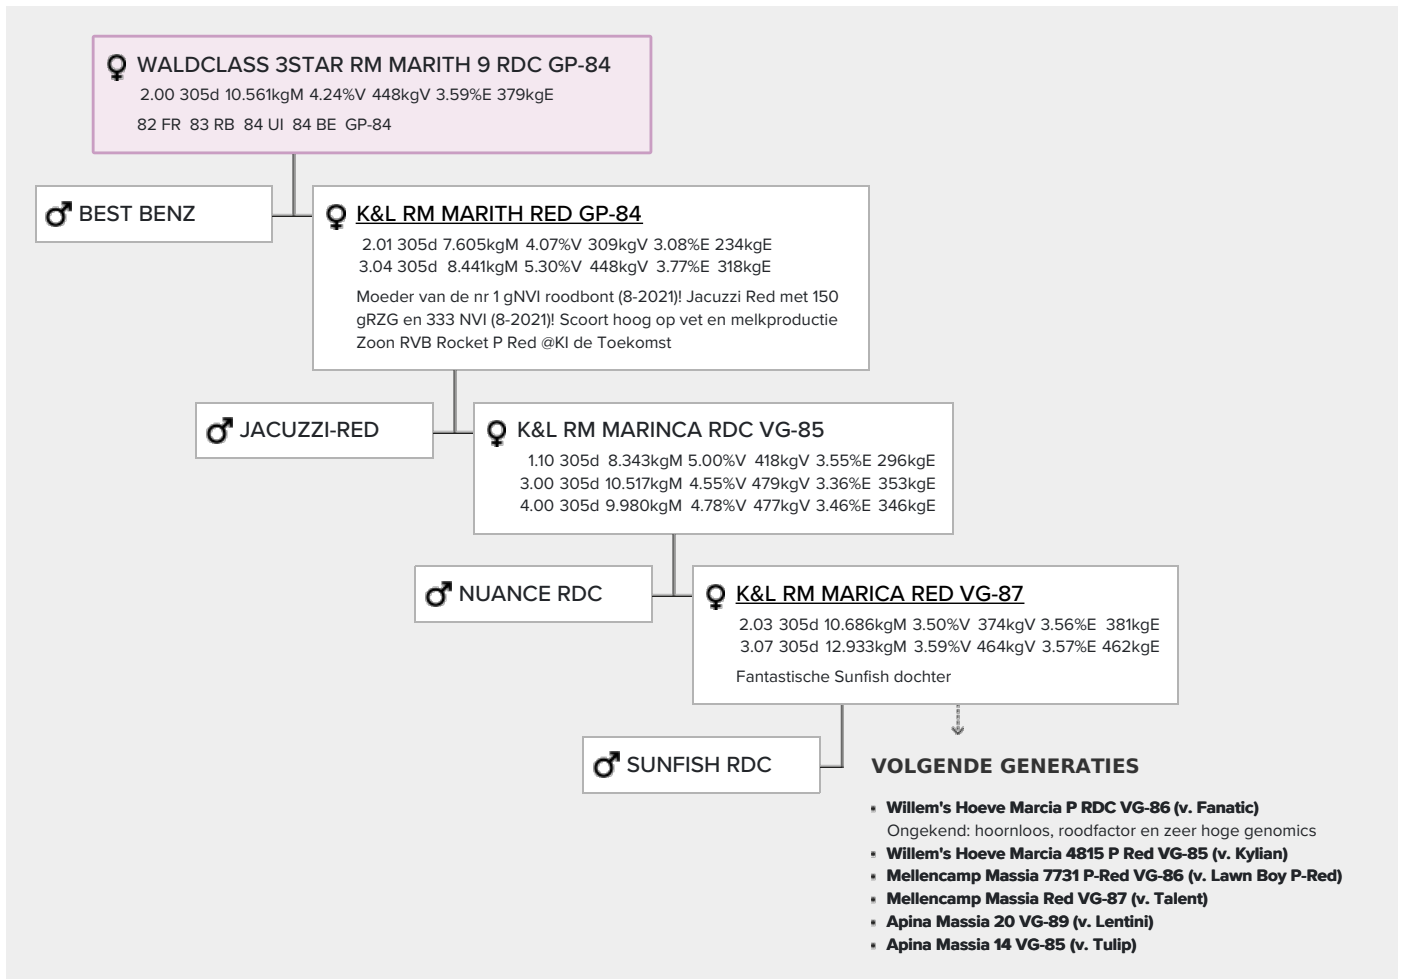 WALDCLASS 3STAR RM MARITH 9 RDC GP-84
2.00 305d 10.561kgM 4.24%V 448kgV 3.59%E 379kgE
82 FR 83 RB 84 UI 84 BE GP-84
BEST BENZ
K&L RM MARITH RED GP-84
2.01 305d 7.605kgM 4.07%V 309kgV 3.08%E 234kgE
3.04 305d 8.441kgM 5.30%V 448kgV 3.77%E 318kgE
Moeder van de nr 1 gNVI roodbont (8-2021)! Jacuzzi Red met 150
gRZG en 333 NVI (8-2021)! Scoort hoog op vet en melkproductie
Zoon RVB Rocket P Red @KI de Toekomst
JACUZZI-RED
K&L RM MARINCA RDC VG-85
1.10 305d 8.343kgM 5.00%V 418kgV 3.55%E 296kgE
3.00 305d 10.517kgM 4.55%V 479kgV 3.36%E 353kgE
4.00 305d 9.980kgM 4.78%V 477kgV 3.46%E 346kgE
NUANCE RDC
K&L RM MARICA RED VG-87
2.03 305d 10.686kgM 3.50%V 374kgV 3.56%E 381kgE
3.07 305d 12.933kgM 3.59%V 464kgV 3.57%E 462kgE
Fantastische Sunfish dochter
SUNFISH RDC
VOLGENDE GENERATIES
▪ Willem's Hoeve Marcia P RDC VG-86 (v. Fanatic)
Ongekend: hoornloos, roodfactor en zeer hoge genomics
▪ Willem's Hoeve Marcia 4815 P Red VG-85 (v. Kylian)
▪ Mellencamp Massia 7731 P-Red VG-86 (v. Lawn Boy P-Red)
▪ Mellencamp Massia Red VG-87 (v. Talent)
▪ Apina Massia 20 VG-89 (v. Lentini)
▪ Apina Massia 14 VG-85 (v. Tulip)